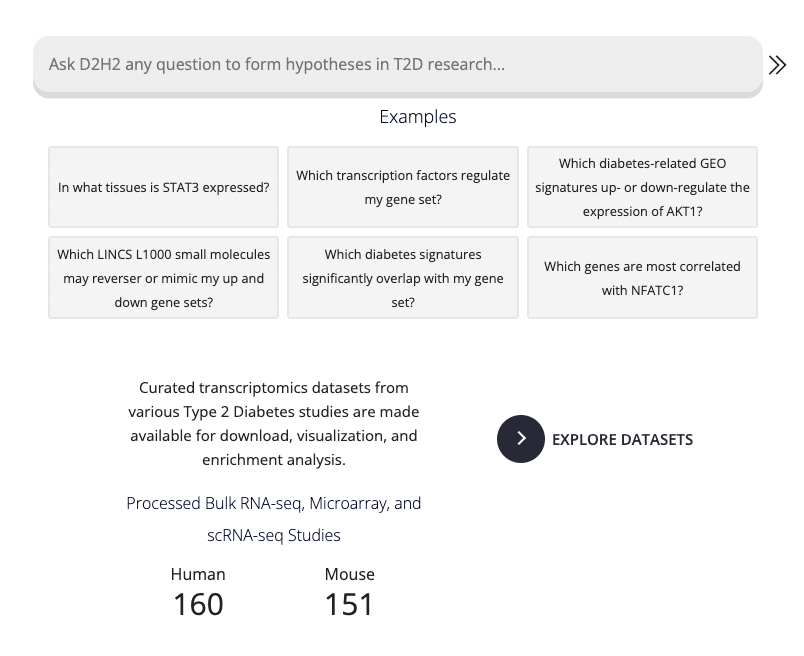 Ask D2H2 any question to form hypotheses in T2D research...
Examples
In what tissues is STAT3 expressed?
Which transcription factors regulate
my gene set?
Which diabetes-related GEO
signatures up- or down-regulate the
expression of AKT1?
Which LINCS L1000 small molecules
may reverser or mimic my up and
down gene sets?
Which diabetes signatures
significantly overlap with my gene
set?
Which genes are most correlated
with NFATC1?
Curated transcriptomics datasets from
various Type 2 Diabetes studies are made
available for download, visualization, and
enrichment analysis.
EXPLORE DATASETS
Processed Bulk RNA-seq, Microarray, and
scRNA-seq Studies
Human Mouse
160 151